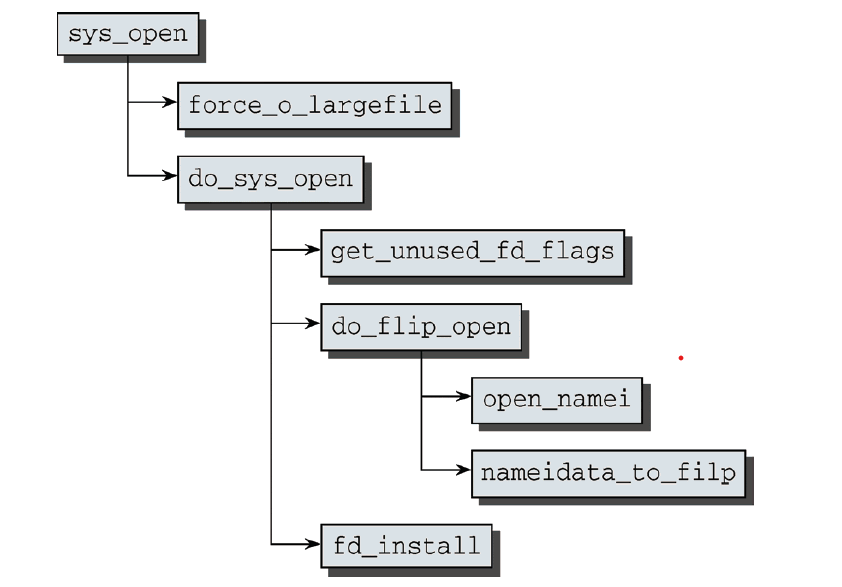 sys_open
force_o_largefile
do_sys_open
get_unused_fd_flags
do_flip_open
open_namei
nameidata_to_filp
fd_install